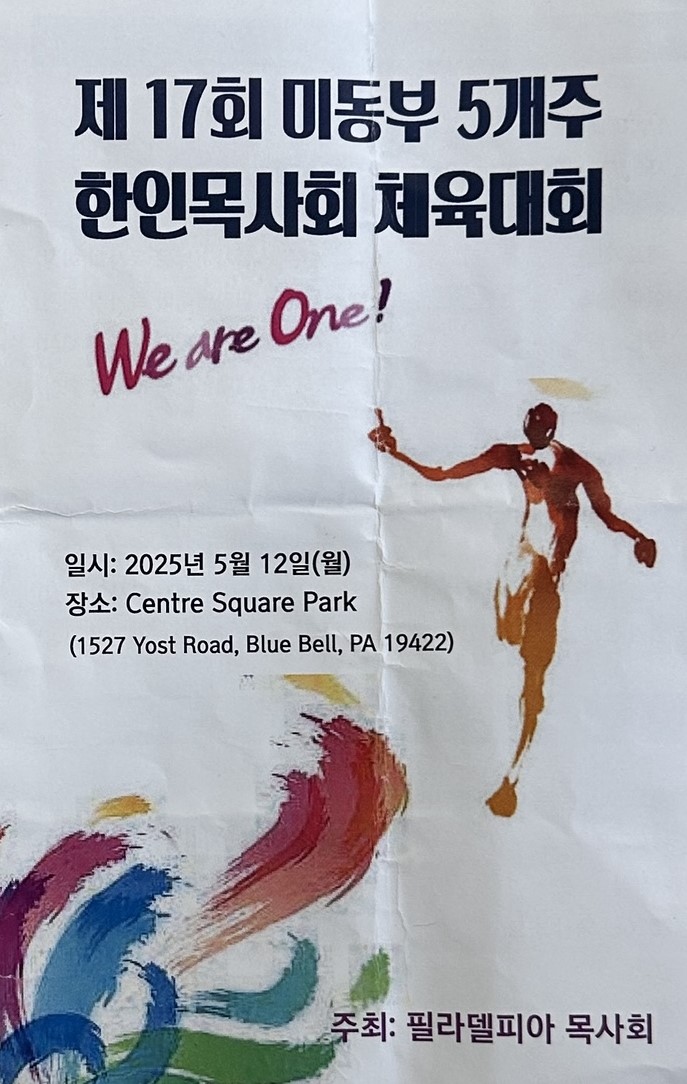 제 17회 미동부 5개주
한인목사회 체육대회
We are One!
일시: 2025년 5월 12일(월)
장소: Centre Square Park
(1527 Yost Road, Blue Bell, PA 19422)
주최: 필라델피아 목사회